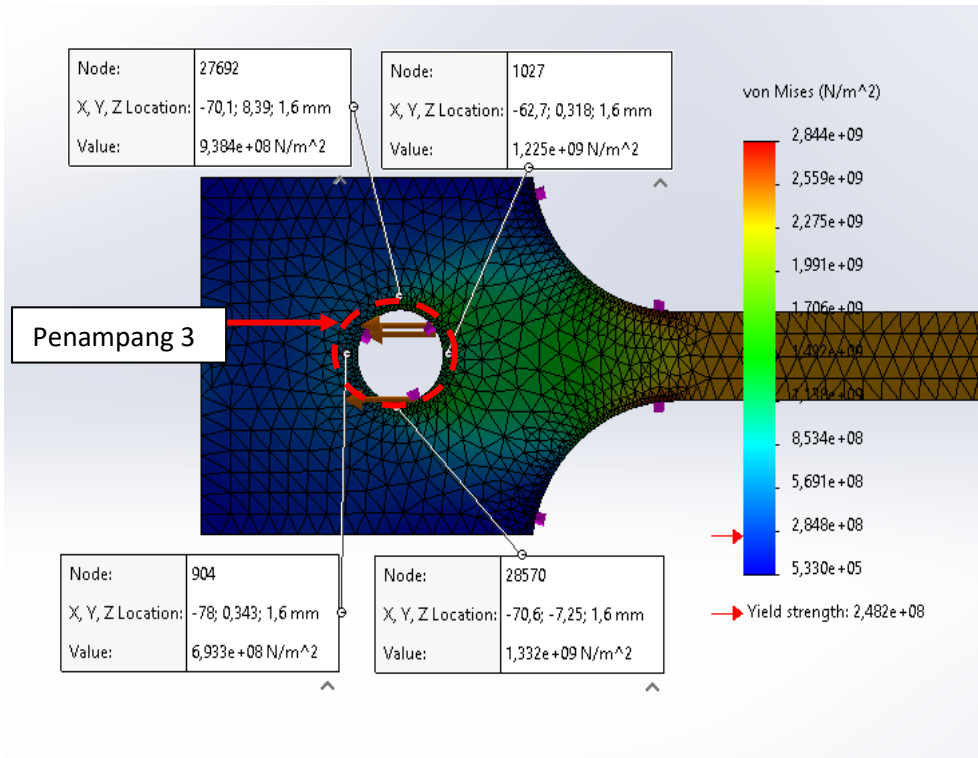 Node: 27692
X, Y, Z Location: -70,1; 8,39; 1,6 mm
Value: 9,384e+08 N/m^2
Node: 1027
X, Y, Z Location: -62,7; 0,318; 1,6 mm
Value: 1,225e+09 N/m^2
von Mises (N/m^2)
2,844e+09
2,559e+09
2,275e+09
1,991e+09
1,706e+09
8,534e+08
5,691e+08
2,848e+08
5,330e+05
Yield strength: 2,482e+08
Penampang 3
Node: 904
X, Y, Z Location: -78; 0,343; 1,6 mm
Value: 6,933e+08 N/m^2
Node: 28570
X, Y, Z Location: -70,6; -7,25; 1,6 mm
Value: 1,332e+09 N/m^2